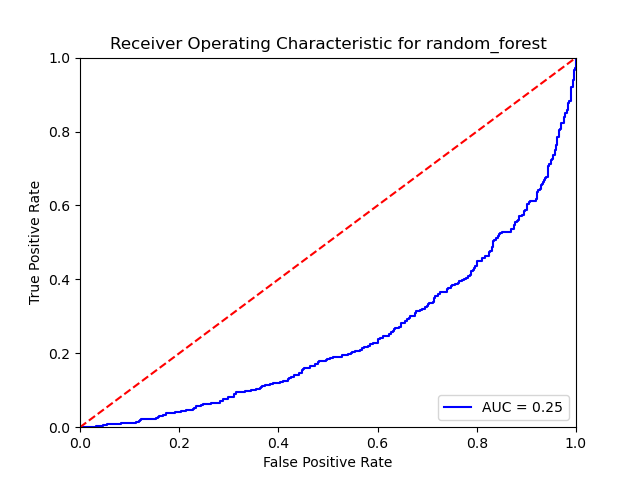 Receiver Operating Characteristic for random_forest
True Positive Rate
1.0
0.8
0.6
0.4
0.2
0.0
AUC = 0.25
0.0 0.2 0.4 0.6 0.8 1.0
False Positive Rate